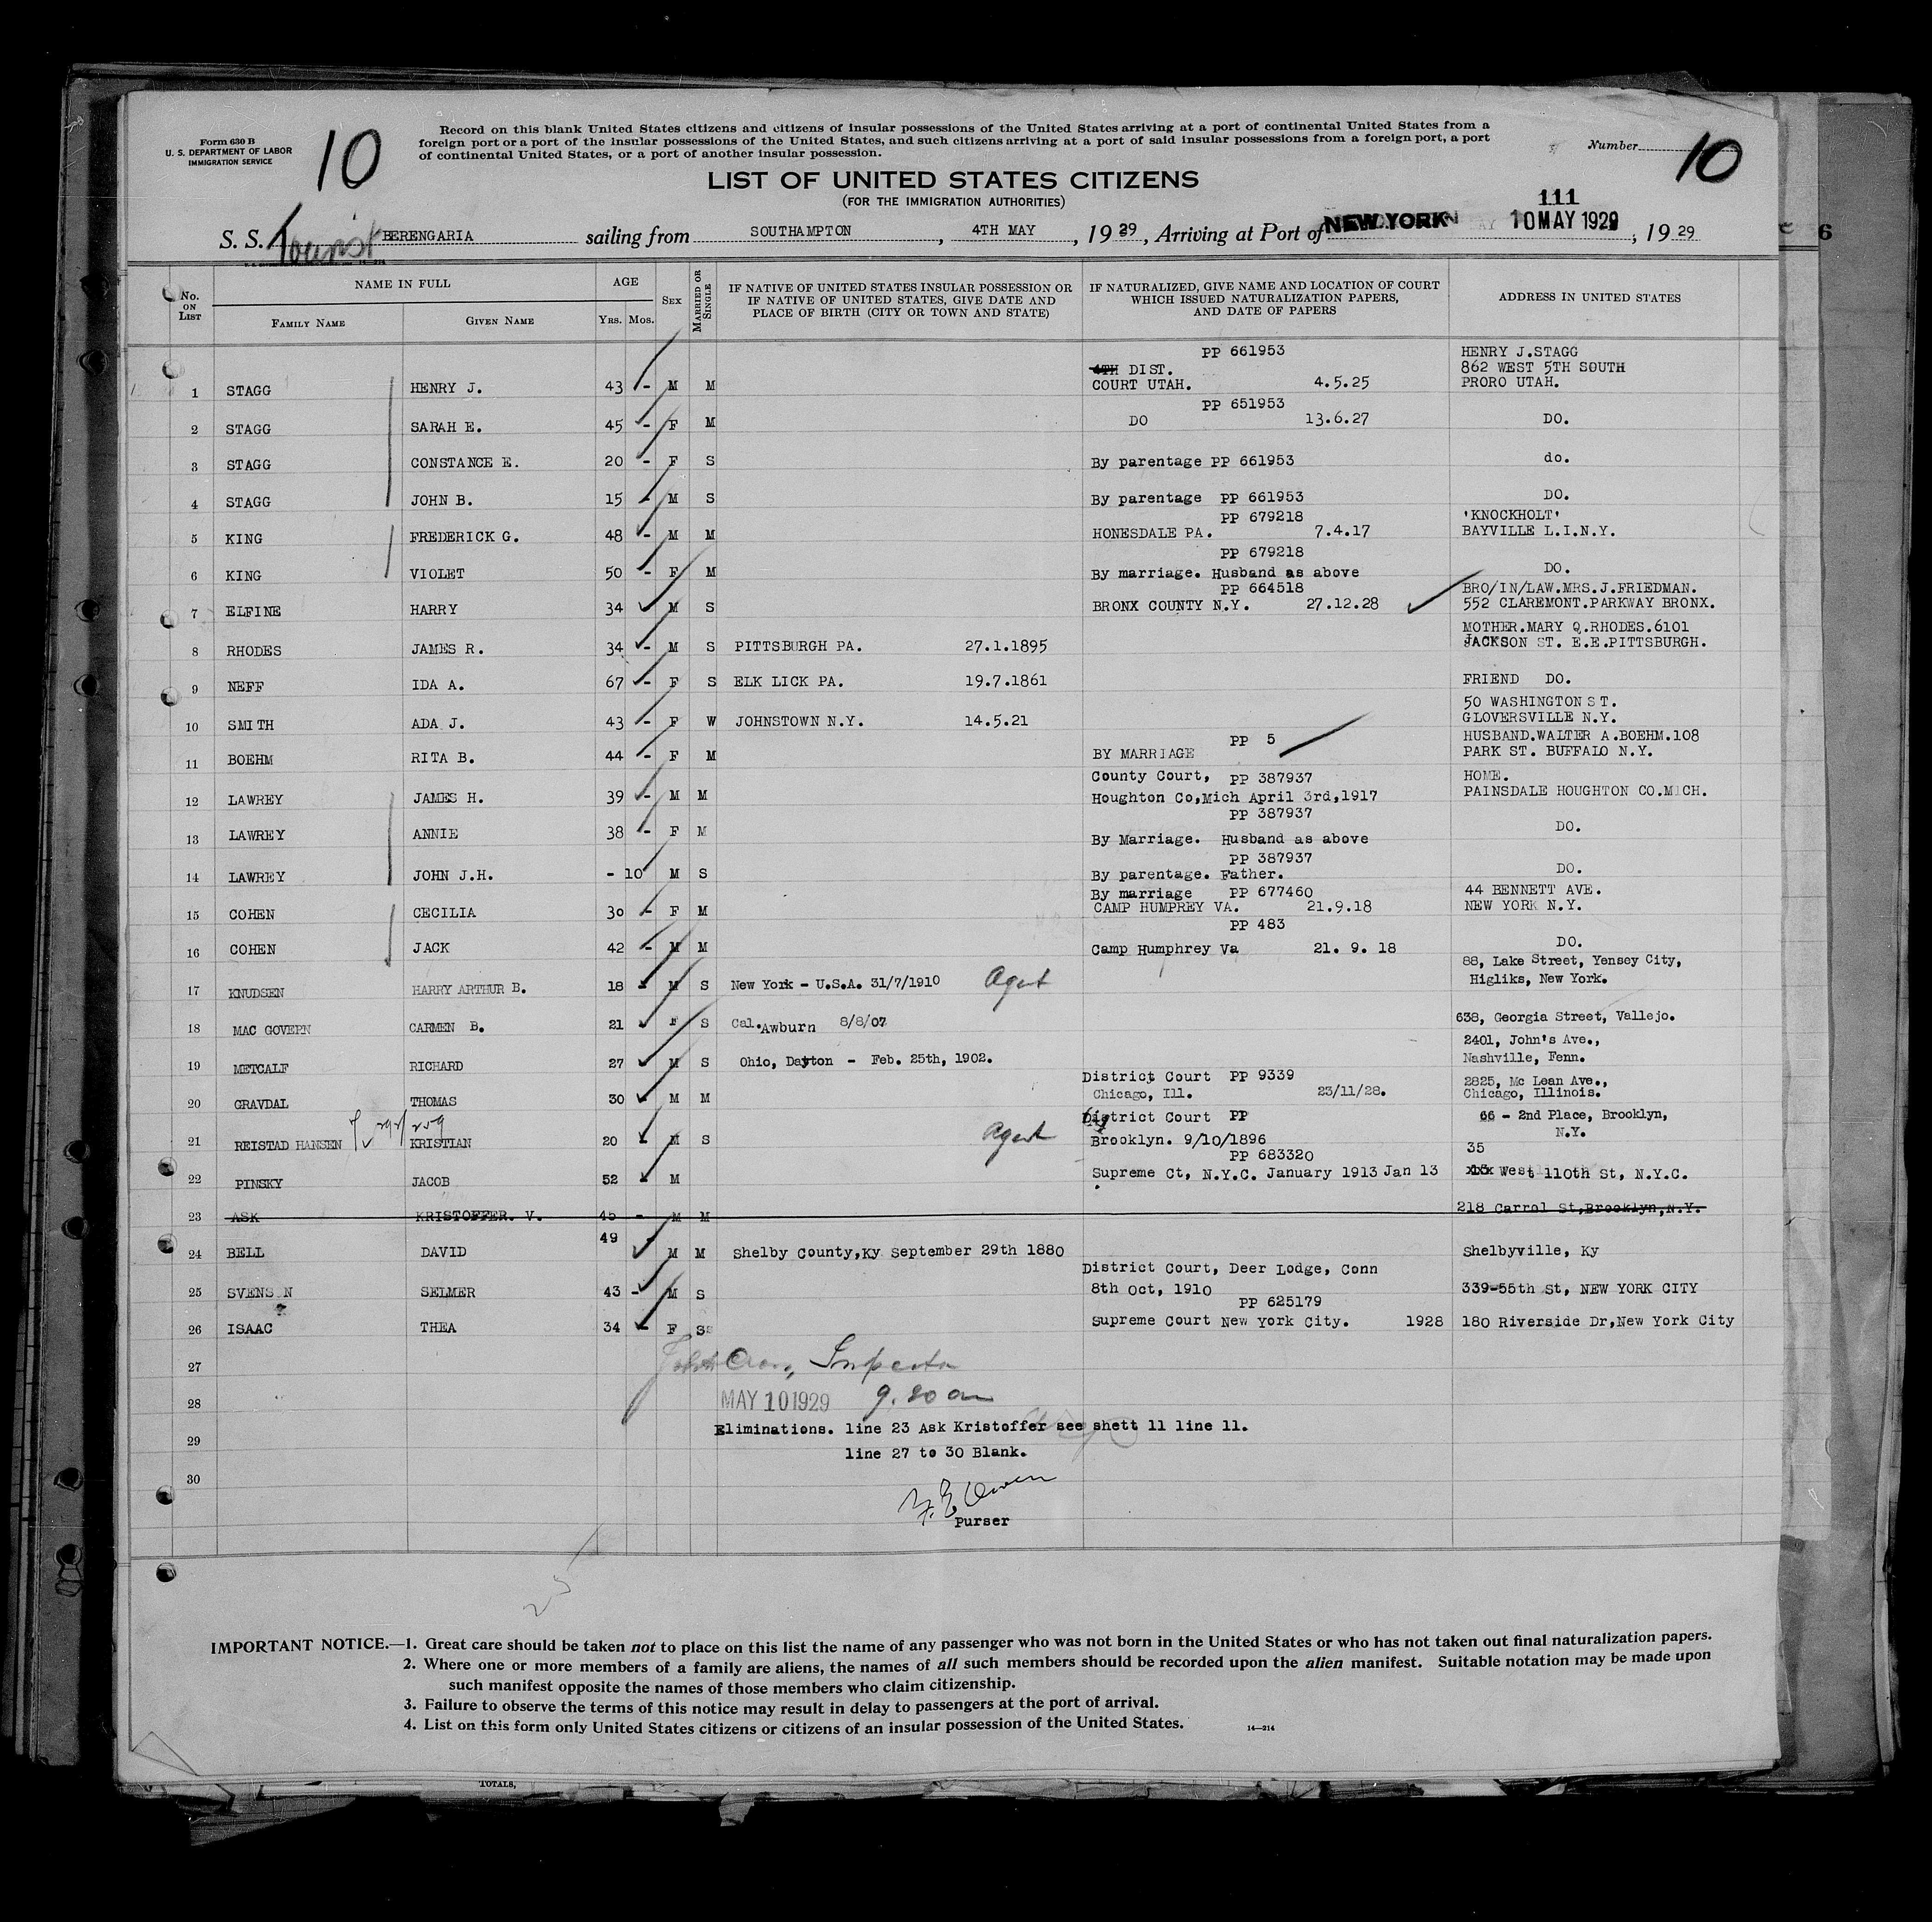 Form 630 B
U. S. DEPARTMENT OF LABOR
IMMIGRATION SERVICE
10
Record on this blank United States citizens and citizens of insular possessions of the United States arriving at a port of continental United States from a
foreign port or a port of the insular possessions of the United States, and such citizens arriving at a port of said insular possessions from a foreign port, a port
of continental United States, or a port of another insular possession.
Number 10
LIST OF UNITED STATES CITIZENS
(FOR THE IMMIGRATION AUTHORITIES)
111
S. S. Tourist BERENGARIA sailing from SOUTHAMPTON, 4TH MAY, 19 29, Arriving at Port of NEW YORK 10 MAY 1929, 19 29
6
No. ON LIST
NAME IN FULL
FAMILY NAME
GIVEN NAME
AGE
YRS. MOS.
SEX
MARRIED OR SINGLE
IF NATIVE OF UNITED STATES INSULAR POSSESSION OR
IF NATIVE OF UNITED STATES, GIVE DATE AND
PLACE OF BIRTH (CITY OR TOWN AND STATE)
IF NATURALIZED, GIVE NAME AND LOCATION OF COURT
WHICH ISSUED NATURALIZATION PAPERS,
AND DATE OF PAPERS
ADDRESS IN UNITED STATES
PP 661953 HENRY J.STAGG
4TH DIST. 862 WEST 5TH SOUTH
1 STAGG HENRY J. 43 - M M COURT UTAH. 4.5.25 PRORO UTAH.
PP 651953
2 STAGG SARAH E. 45 - F M DO 13.6.27 DO.
3 STAGG CONSTANCE E. 20 - F S By parentage PP 661953 do.
4 STAGG JOHN B. 15 - M S By parentage PP 661953 DO.
PP 679218 'KNOCKHOLT'
5 KING FREDERICK G. 48 - M M HONESDALE PA. 7.4.17 BAYVILLE L.I.N.Y.
PP 679218
6 KING VIOLET 50 - F M By marriage. Husband as above DO.
PP 664518 BRO/IN/LAW.MRS.J.FRIEDMAN.
7 ELFINE HARRY 34 M S BRONX COUNTY N.Y. 27.12.28 552 CLAREMONT.PARKWAY BRONX.
MOTHER.MARY Q.RHODES.6101
8 RHODES JAMES R. 34 - M S PITTSBURGH PA. 27.1.1895 JACKSON ST. E.E.PITTSBURGH.
9 NEFF IDA A. 67 - F S ELK LICK PA. 19.7.1861 FRIEND DO.
50 WASHINGTON ST.
10 SMITH ADA J. 43 - F W JOHNSTOWN N.Y. 14.5.21 GLOVERSVILLE N.Y.
PP 5 HUSBAND.WALTER A.BOEHM.108
11 BOEHM RITA B. 44 - F M BY MARRIAGE PARK ST. BUFFALO N.Y.
County Court, PP 387937 HOME.
12 LAWREY JAMES H. 39 - M M Houghton Co,Mich April 3rd,1917 PAINSDALE HOUGHTON CO.MICH.
PP 387937
13 LAWREY ANNIE 38 - F M By Marriage. Husband as above DO.
PP 387937
14 LAWREY JOHN J.H. - 10 M S By parentage. Father. DO.
By marriage PP 677460 44 BENNETT AVE.
15 COHEN CECILIA 30 - F M CAMP HUMPREY VA. 21.9.18 NEW YORK N.Y.
PP 483
16 COHEN JACK 42 - M M Camp Humphrey Va 21. 9. 18 DO.
88, Lake Street, Yensey City,
17 KNUDSEN HARRY ARTHUR B. 18 - M S New York - U.S.A. 31/7/1910 Agent Higliks, New York.
18 MAC GOVERN CARMEN B. 21 F S Cal. Awburn 8/8/07 638, Georgia Street, Vallejo.
2401, John's Ave.,
19 METCALF RICHARD 27 M S Ohio, Dayton - Feb. 25th, 1902. Nashville, Fenn.
District Court PP 9339 2825, Mc Lean Ave.,
20 GRAVDAL THOMAS 30 M M Chicago, Ill. 23/11/28. Chicago, Illinois.
District Court PP 66 - 2nd Place, Brooklyn,
N.Y.
21 REISTAD HANSEN KRISTIAN 20 M S Agent Brooklyn. 9/10/1896
PP 683320 35
22 PINSKY JACOB 52 M Supreme Ct, N.Y.C. January 1913 Jan 13 West 110th St, N.Y.C.
23 ASK KRISTOFFER. V. 45 - M M 218 Carrol St,Brooklyn,N.Y.
24 BELL DAVID 49 M M Shelby County,Ky September 29th 1880 Shelbyville, Ky
District Court, Deer Lodge, Conn
25 SVENS N SELMER 43 - M S 8th Oct, 1910 339-55th St, NEW YORK CITY
PP 625179
26 ISAAC THEA 34 - F S Supreme Court New York City. 1928 180 Riverside Dr,New York City
27 Inspector
28 MAY 10 1929 9.20 am
29 Eliminations. line 23 Ask Kristoffer see shett 11 line 11.
line 27 to 30 Blank.
30
Purser
25
IMPORTANT NOTICE.—1. Great care should be taken not to place on this list the name of any passenger who was not born in the United States or who has not taken out final naturalization papers.
2. Where one or more members of a family are aliens, the names of all such members should be recorded upon the alien manifest. Suitable notation may be made upon
such manifest opposite the names of those members who claim citizenship.
3. Failure to observe the terms of this notice may result in delay to passengers at the port of arrival.
4. List on this form only United States citizens or citizens of an insular possession of the United States.
14—214
TOTALS,